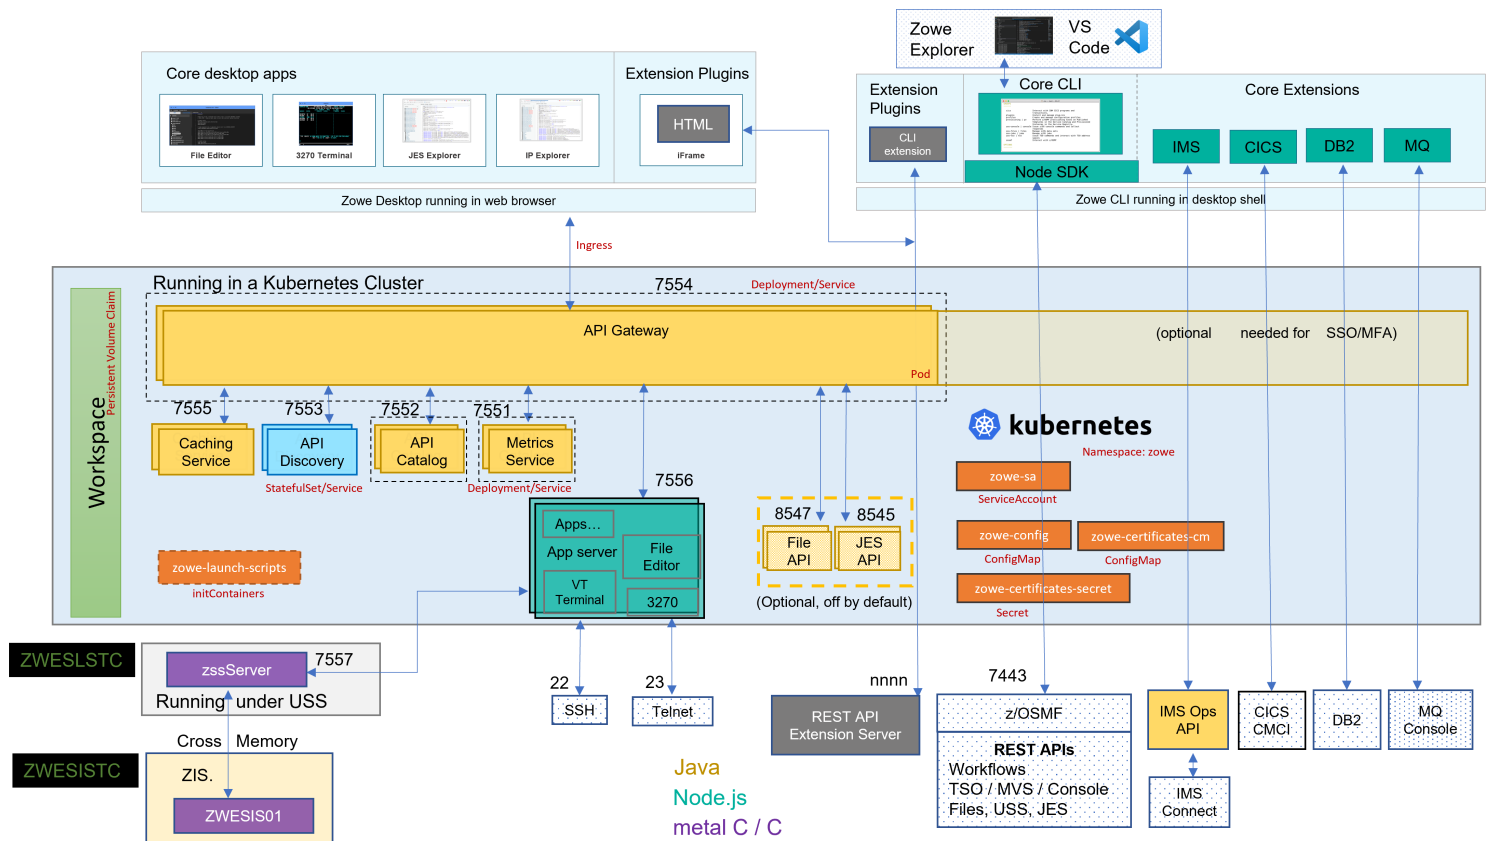 Zowe
Explorer
VS
Code
Core desktop apps
Extension Plugins
File Editor
3270 Terminal
JES Explorer
IP Explorer
HTML
iFrame
Zowe Desktop running in web browser
Extension
Plugins
CLI
extension
Core CLI
Node SDK
Core Extensions
IMS
CICS
DB2
MQ
Zowe CLI running in desktop shell
Ingress
Running in a Kubernetes Cluster
7554
Deployment/Service
Workspace
Persistent Volume Claim
API Gateway
Pod
(optional needed for SSO/MFA)
7555
7553
7552
7551
Caching
Service
API
Discovery
API
Catalog
Metrics
Service
StatefulSet/Service
Deployment/Service
7556
Apps...
App server
File
Editor
VT
Terminal
3270
8547
8545
File
API
JES
API
(Optional, off by default)
kubernetes
Namespace: zowe
zowe-sa
ServiceAccount
zowe-config
ConfigMap
zowe-certificates-cm
ConfigMap
zowe-certificates-secret
Secret
zowe-launch-scripts
initContainers
ZWESLSTC
zssServer
7557
Running under USS
Cross Memory
ZWESISTC
ZIS.
ZWESIS01
22
SSH
23
Telnet
nnnn
REST API
Extension Server
7443
z/OSMF
REST APIs
Workflows
TSO / MVS / Console
Files, USS, JES
IMS Ops
API
IMS
Connect
CICS
CMCI
DB2
MQ
Console
Java
Node.js
metal C / C